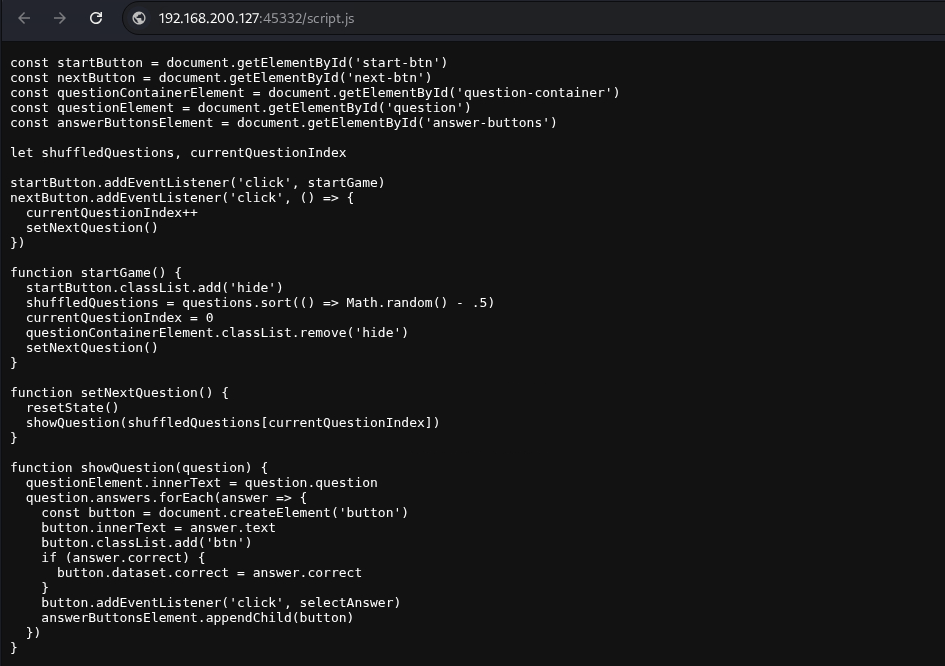 192.168.200.127:45332/script.js
const startButton = document.getElementById('start-btn')
const nextButton = document.getElementById('next-btn')
const questionContainerElement = document.getElementById('question-container')
const questionElement = document.getElementById('question')
const answerButtonsElement = document.getElementById('answer-buttons')

let shuffledQuestions, currentQuestionIndex

startButton.addEventListener('click', startGame)
nextButton.addEventListener('click', () => {
  currentQuestionIndex++
  setNextQuestion()
})

function startGame() {
  startButton.classList.add('hide')
  shuffledQuestions = questions.sort(() => Math.random() - .5)
  currentQuestionIndex = 0
  questionContainerElement.classList.remove('hide')
  setNextQuestion()
}

function setNextQuestion() {
  resetState()
  showQuestion(shuffledQuestions[currentQuestionIndex])
}

function showQuestion(question) {
  questionElement.innerText = question.question
  question.answers.forEach(answer => {
    const button = document.createElement('button')
    button.innerText = answer.text
    button.classList.add('btn')
    if (answer.correct) {
      button.dataset.correct = answer.correct
    }
    button.addEventListener('click', selectAnswer)
    answerButtonsElement.appendChild(button)
  })
}